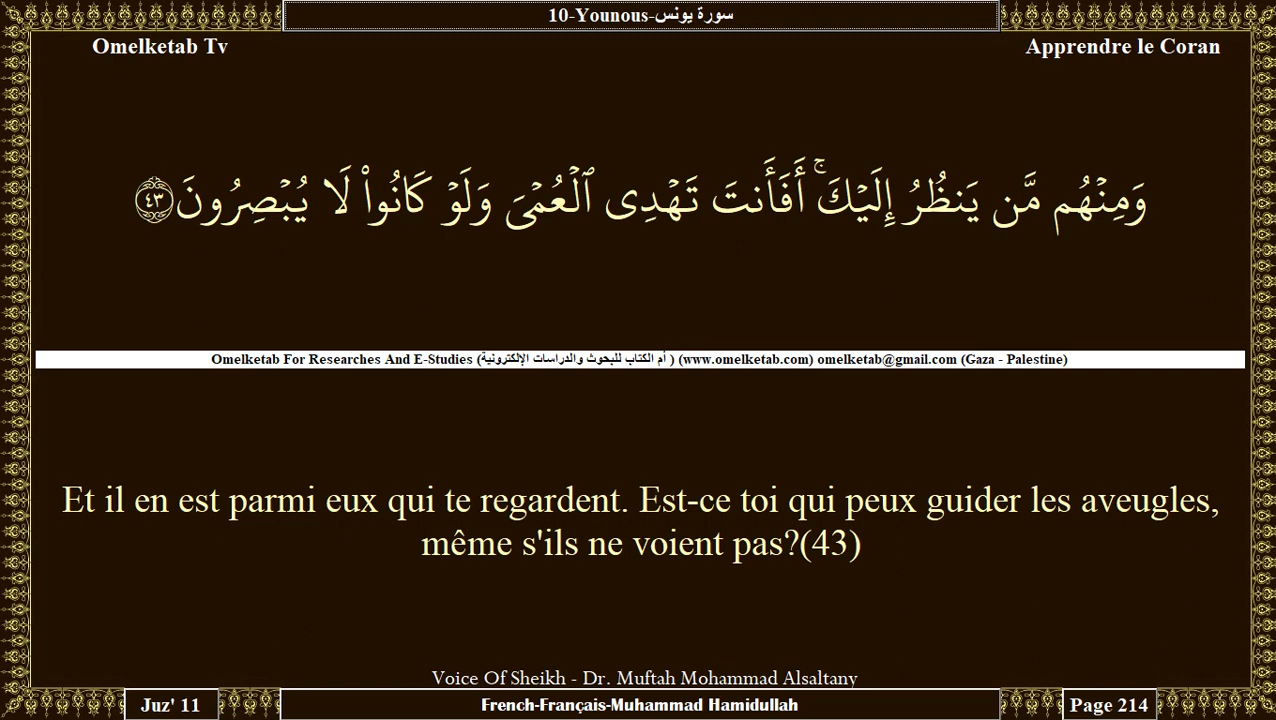 10-Younous-سورة يونس
Omelketab Tv
Apprendre le Coran
وَمِنۡهُم مَّن يَنظُرُ إِلَيۡكَۚ أَفَأَنتَ تَهۡدِي ٱلۡعُمۡيَ وَلَوۡ كَانُواْ لَا يُبۡصِرُونَ ٤٣
Omelketab For Researches And E-Studies (أم الكتاب للبحوث والدراسات الإلكترونية ) (www.omelketab.com) omelketab@gmail.com (Gaza - Palestine)
Et il en est parmi eux qui te regardent. Est-ce toi qui peux guider les aveugles,
même s'ils ne voient pas?(43)
Voice Of Sheikh - Dr. Muftah Mohammad Alsaltany
Juz' 11
French-Français-Muhammad Hamidullah
Page 214